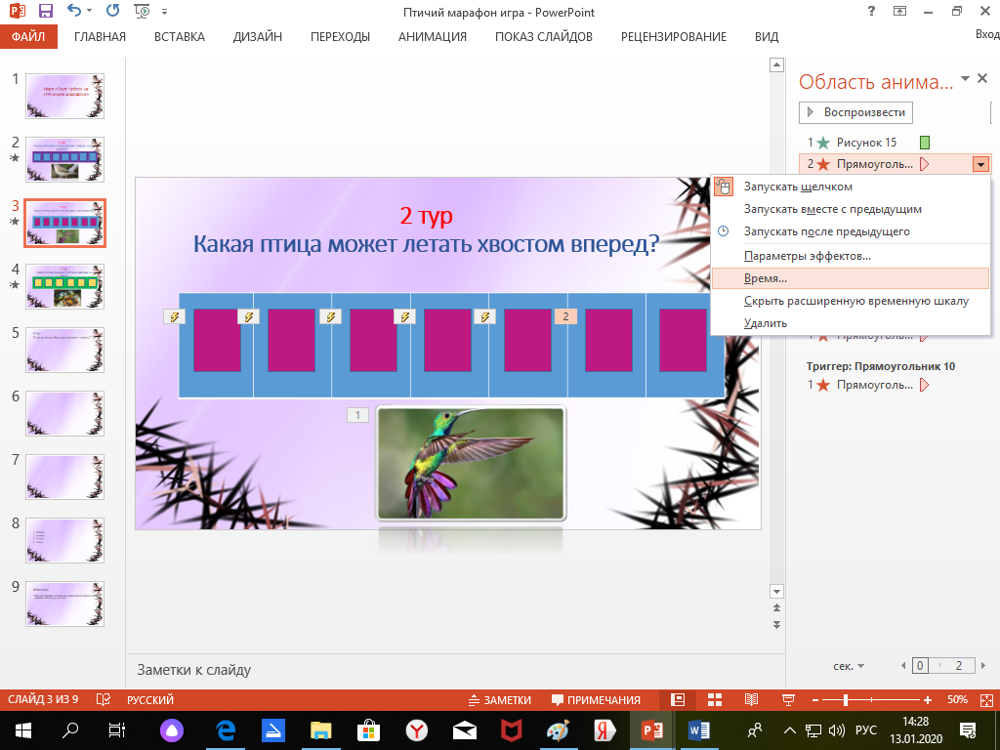 Птичий марафон игра - PowerPoint
?
Вход
ФАЙЛ ГЛАВНАЯ ВСТАВКА ДИЗАЙН ПЕРЕХОДЫ АНИМАЦИЯ ПОКАЗ СЛАЙДОВ РЕЦЕНЗИРОВАНИЕ ВИД
1
2
3
4
5
6
7
8
9
2 тур
Какая птица может летать хвостом вперед?
2
1
Область анима...
Воспроизвести
1 Рисунок 15
2 Прямоуголь...
Запускать щелчком
Запускать вместе с предыдущим
Запускать после предыдущего
Параметры эффектов...
Время...
Скрыть расширенную временную шкалу
Удалить
1 Прямоуголь...
Триггер: Прямоугольник 10
1 Прямоуголь...
сек. 0 2
Заметки к слайду
СЛАЙД 3 ИЗ 9 РУССКИЙ ЗАМЕТКИ ПРИМЕЧАНИЯ 50%
РУС
14:28
13.01.2020